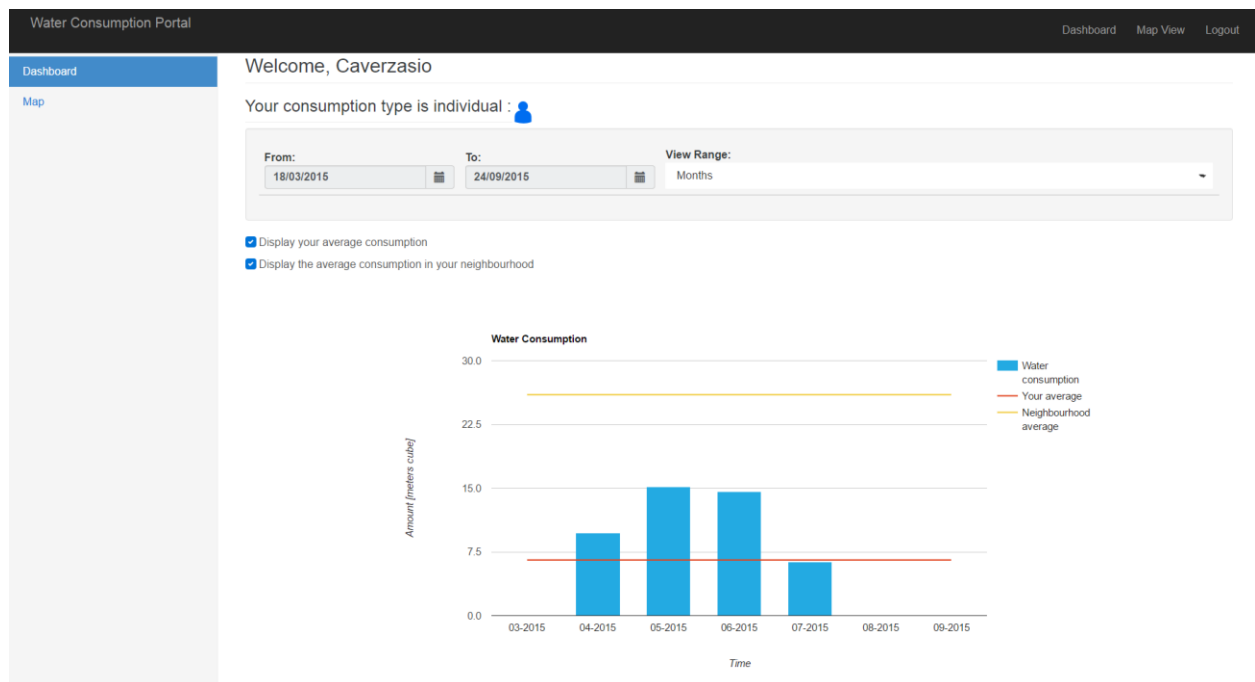 Water Consumption Portal
Dashboard Map View Logout
Dashboard
Map
Welcome, Caverzasio
Your consumption type is individual :
From: To: View Range:
18/03/2015 24/09/2015 Months
Display your average consumption
Display the average consumption in your neighbourhood
Water Consumption
30.0
22.5
15.0
7.5
0.0
Amount [meters cube]
03-2015 04-2015 05-2015 06-2015 07-2015 08-2015 09-2015
Time
Water
consumption
Your average
Neighbourhood
average